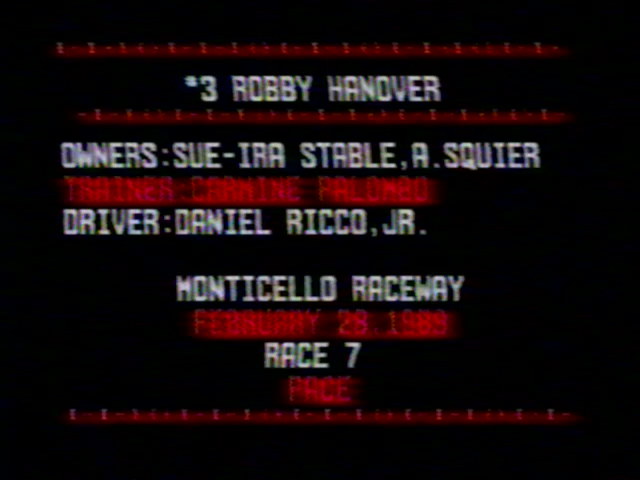 #3 ROBBY HANOVER
OWNERS:SUE-IRA STABLE,A.SQUIER
TRAINER:CARMINE PALOMBO
DRIVER:DANIEL RICCO,JR.
MONTICELLO RACEWAY
FEBRUARY 28,1989
RACE 7
PACE